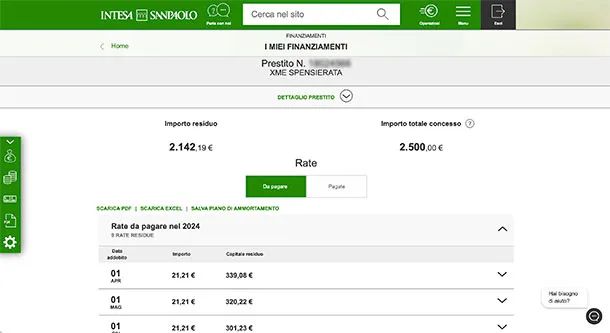 INTESA SANPAOLO
Parla con noi
Cerca nel sito
Operazioni
Menu
Esci
FINANZIAMENTI
Home
I MIEI FINANZIAMENTI
Prestito N.
XME SPENSIERATA
DETTAGLIO PRESTITO
Importo residuo
Importo totale concesso ?
2.142,19 €
2.500,00 €
Rate
Da pagare
Pagate
SCARICA PDF | SCARICA EXCEL | SALVA PIANO DI AMMORTAMENTO
Rate da pagare nel 2024
9 RATE RESIDUE
Data addebito
Importo
Capitale residuo
01 APR
21,21 €
339,08 €
01 MAG
21,21 €
320,22 €
01
21,21 €
301,23 €
Hai bisogno
di aiuto?